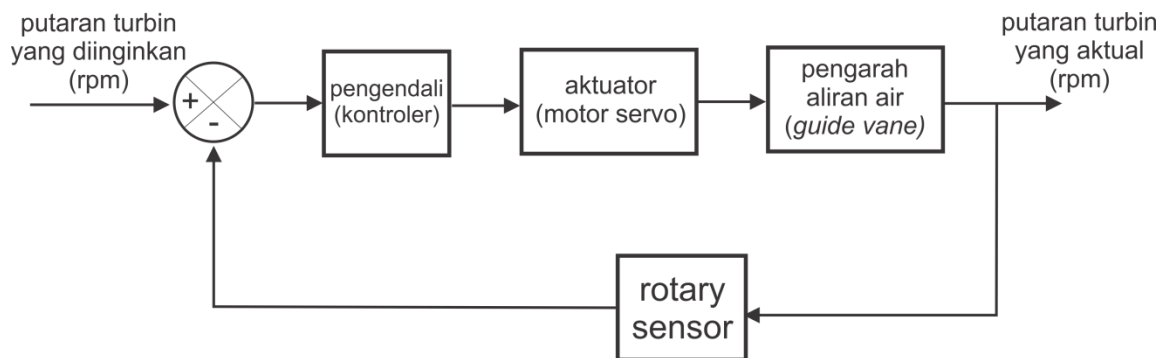 putaran turbin
yang diinginkan
(rpm)
+
-
pengendali
(kontroler)
aktuator
(motor servo)
pengarah
aliran air
(guide vane)
putaran turbin
yang aktual
(rpm)
rotary
sensor